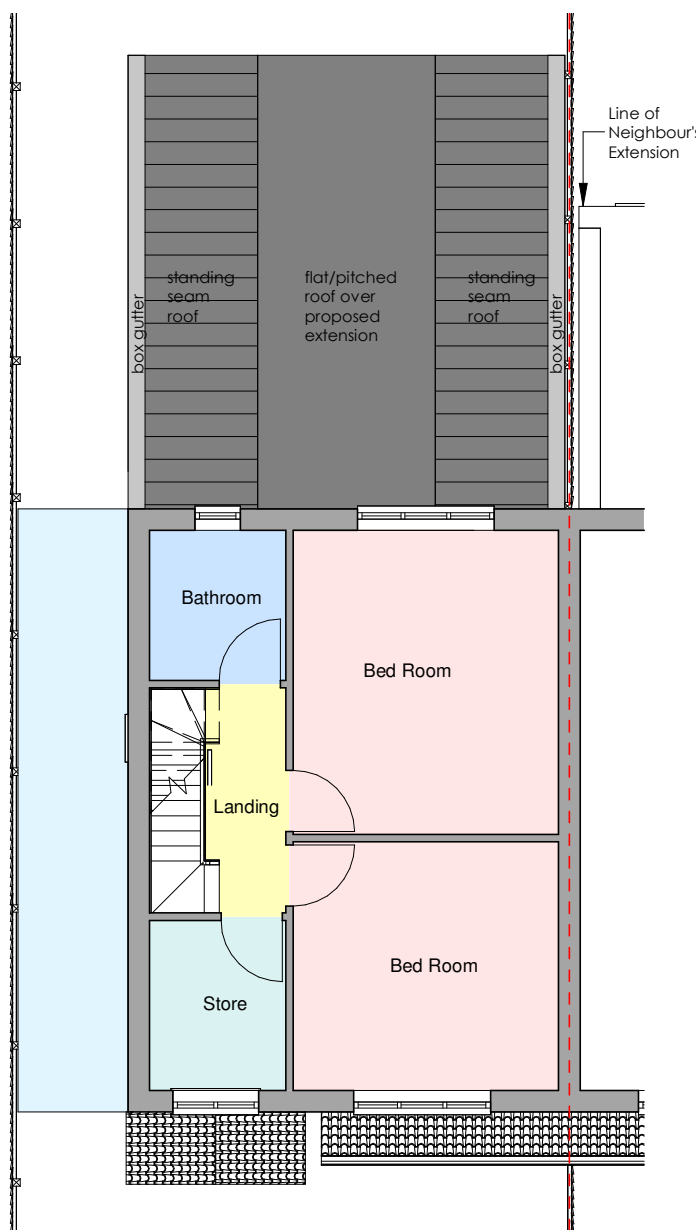 Line of
Neighbour's
Extension
standing
seam
roof
flat/pitched
roof over
proposed
extension
standing
seam
roof
box gutter
box gutter
Bathroom
Bed Room
Landing
Bed Room
Store